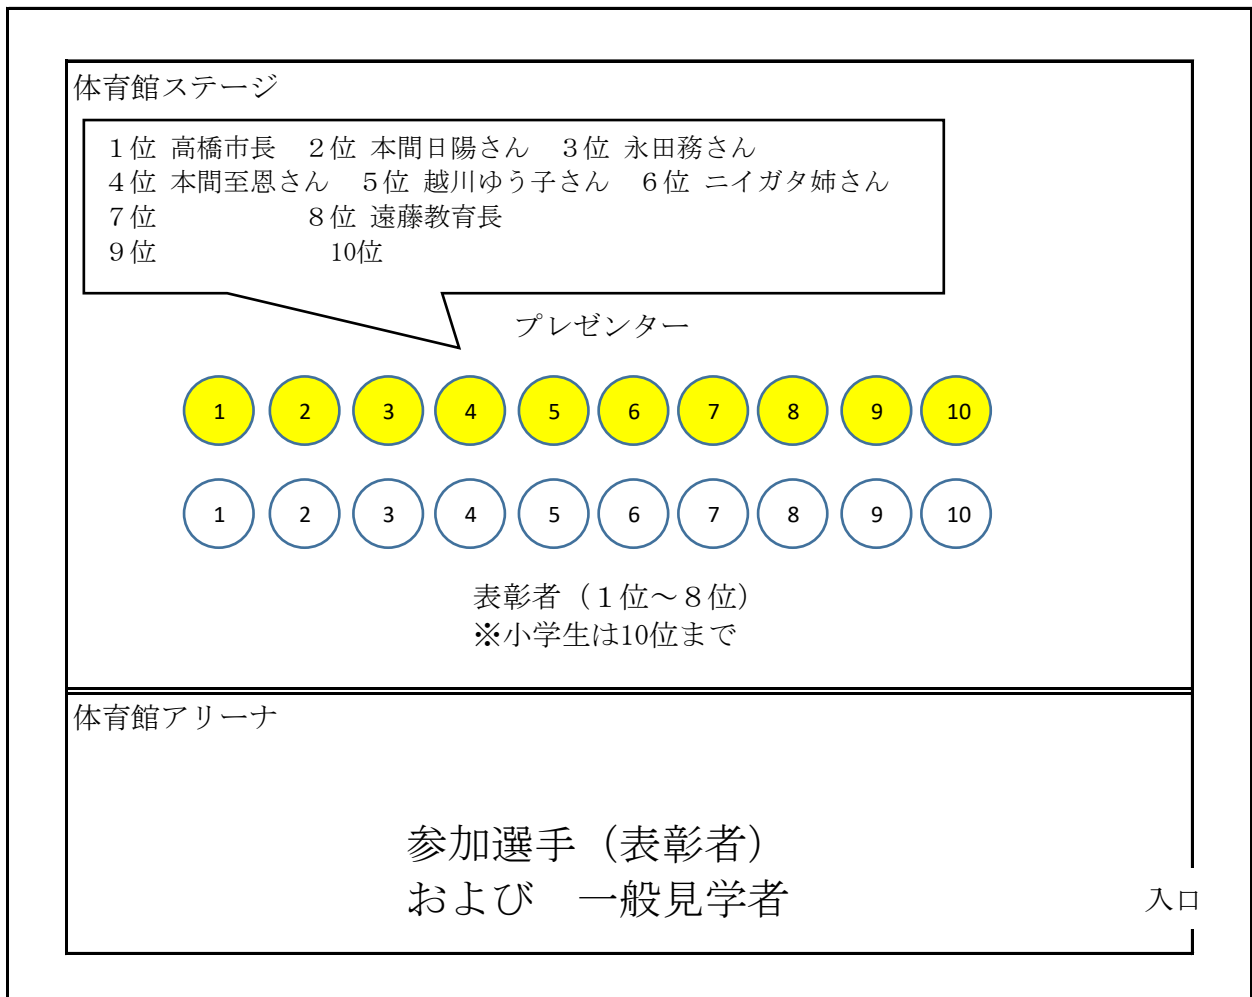 体育館ステージ
１位 高橋市長　２位 本間日陽さん　３位 永田務さん
４位 本間至恩さん　５位 越川ゆう子さん　６位 ニイガタ姉さん
７位　　　　　８位 遠藤教育長
９位　　　　　　10位
プレゼンター
1 2 3 4 5 6 7 8 9 10
1 2 3 4 5 6 7 8 9 10
表彰者（１位～８位）
※小学生は10位まで
体育館アリーナ
参加選手（表彰者）
および　一般見学者
入口